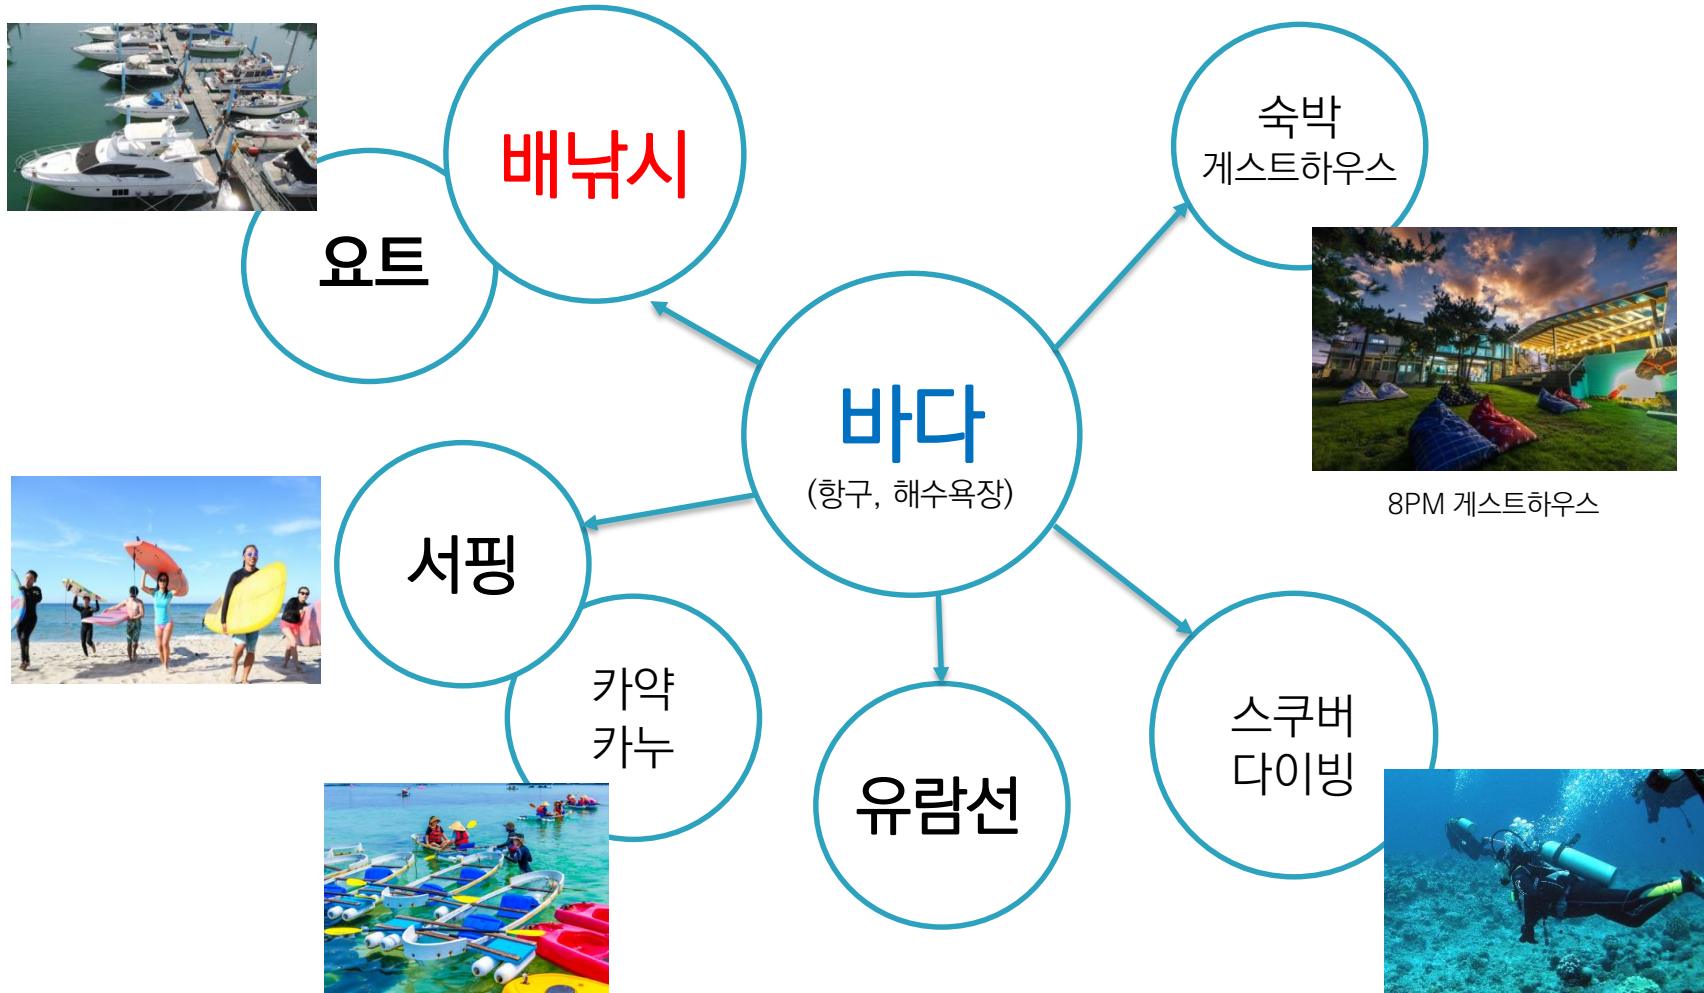 배낚시
요트
숙박
게스트하우스
8PM 게스트하우스
바다
(항구, 해수욕장)
서핑
카약
카누
유람선
스쿠버
다이빙